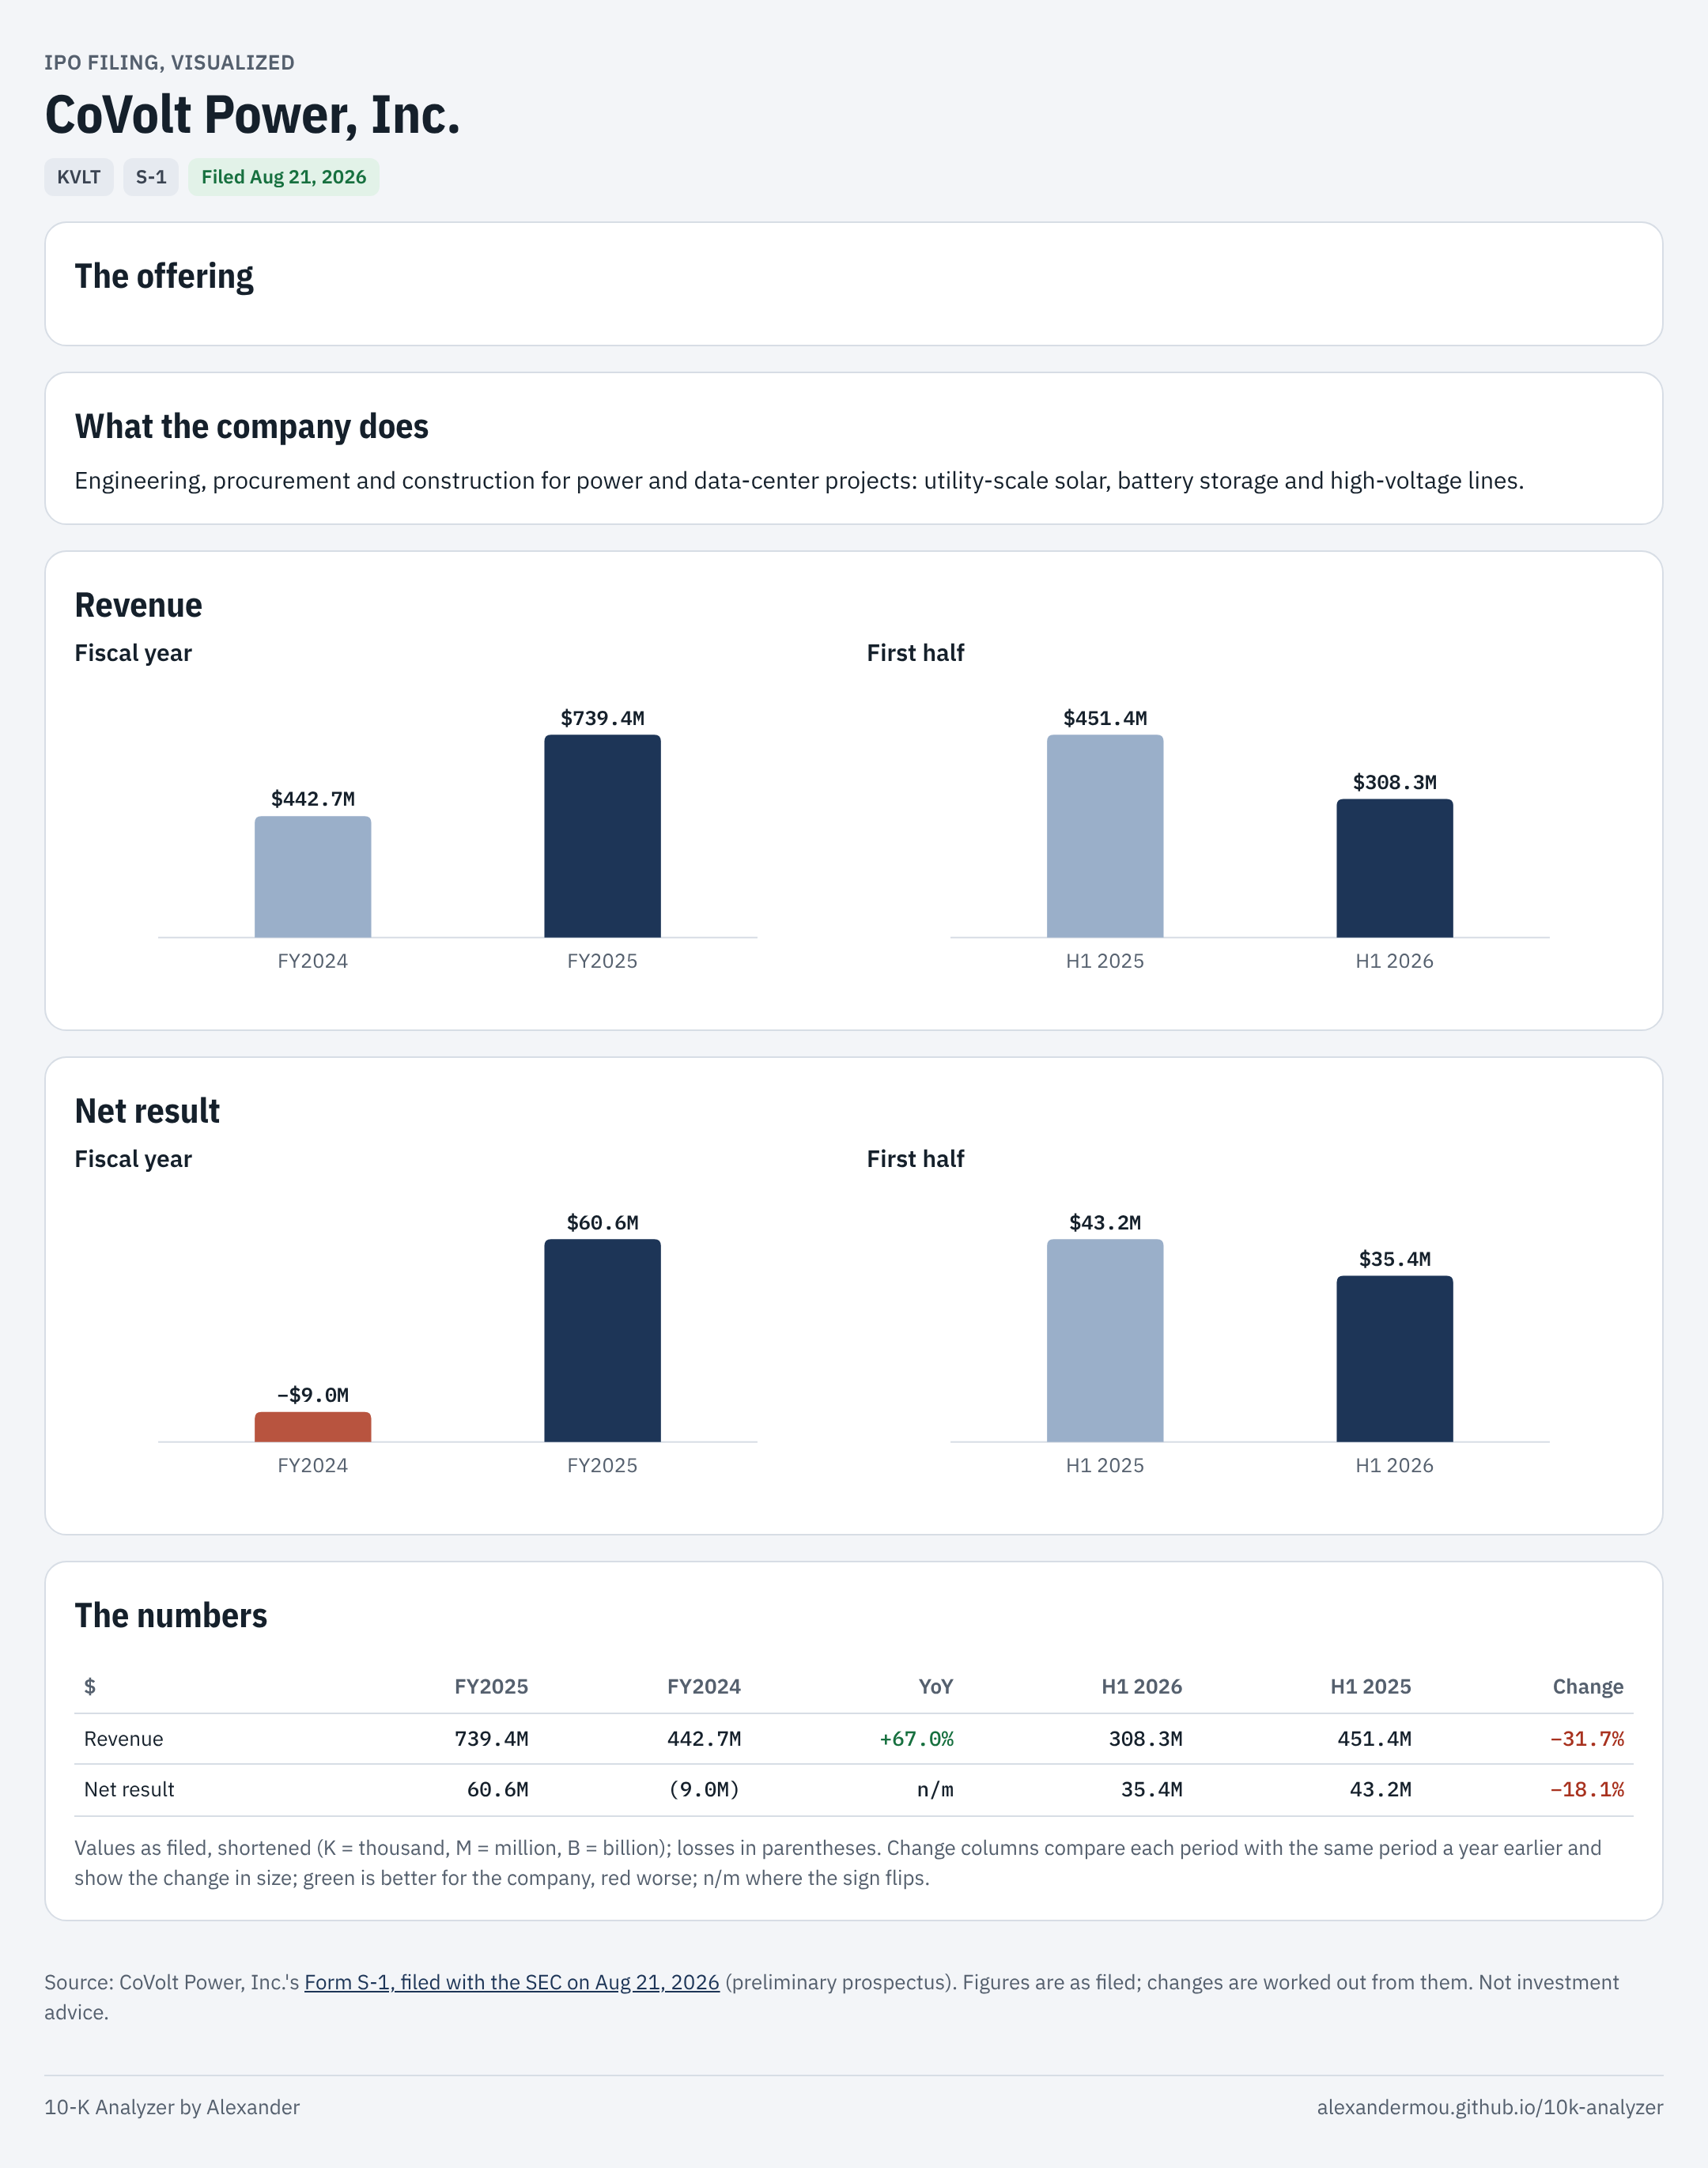 IPO FILING, VISUALIZED
CoVolt Power, Inc.
KVLT S-1 Filed Aug 21, 2026
The offering
What the company does
Engineering, procurement and construction for power and data-center projects: utility-scale solar, battery storage and high-voltage lines.
Revenue
Fiscal year
$442.7M
$739.4M
FY2024 FY2025
First half
$451.4M
$308.3M
H1 2025 H1 2026
Net result
Fiscal year
−$9.0M
$60.6M
FY2024 FY2025
First half
$43.2M
$35.4M
H1 2025 H1 2026
The numbers
$ FY2025 FY2024 YoY H1 2026 H1 2025 Change
Revenue 739.4M 442.7M +67.0% 308.3M 451.4M −31.7%
Net result 60.6M (9.0M) n/m 35.4M 43.2M −18.1%
Values as filed, shortened (K = thousand, M = million, B = billion); losses in parentheses. Change columns compare each period with the same period a year earlier and
show the change in size; green is better for the company, red worse; n/m where the sign flips.
Source: CoVolt Power, Inc.'s Form S-1, filed with the SEC on Aug 21, 2026 (preliminary prospectus). Figures are as filed; changes are worked out from them. Not investment
advice.
10-K Analyzer by Alexander
alexandermou.github.io/10k-analyzer